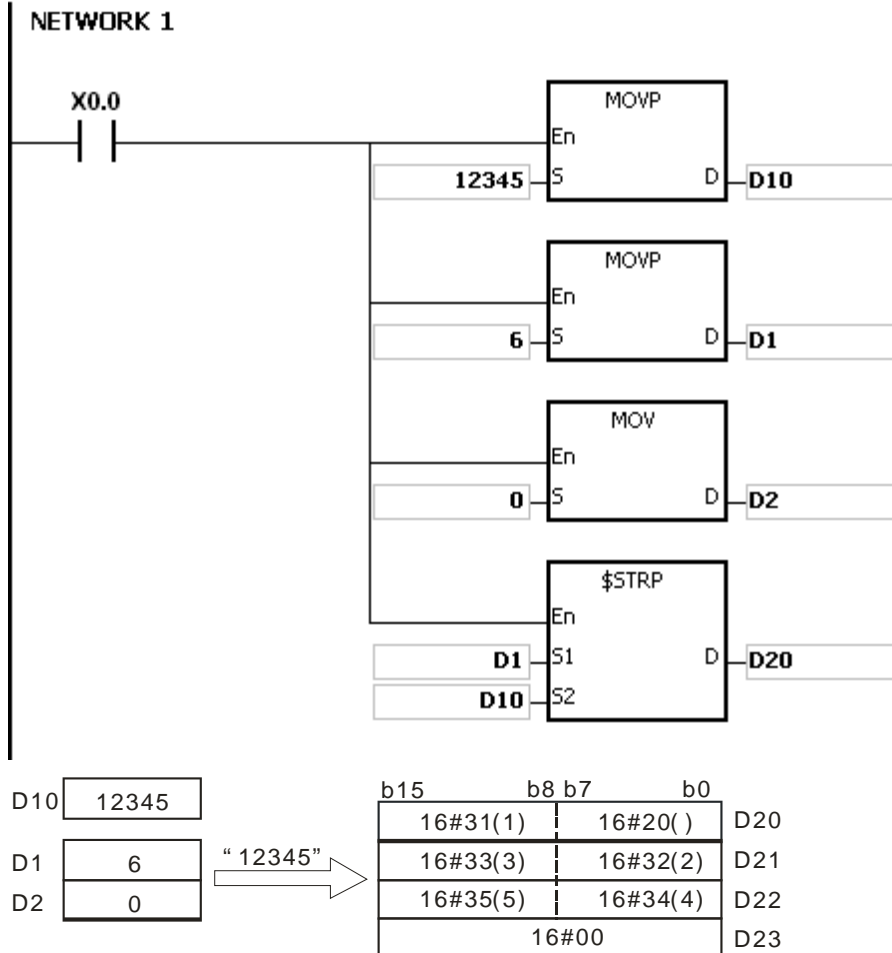 NETWORK 1
X0.0
MOVP
En
12345 S D D10
MOVP
En
6 S D D1
MOV
En
0 S D D2
$STRP
En
D1 S1 D D20
D10 S2
b15 b8 b7 b0
D10 12345
16#31(1) 16#20( ) D20
D1 6 “12345” 16#33(3) 16#32(2) D21
D2 0 16#35(5) 16#34(4) D22
16#00 D23